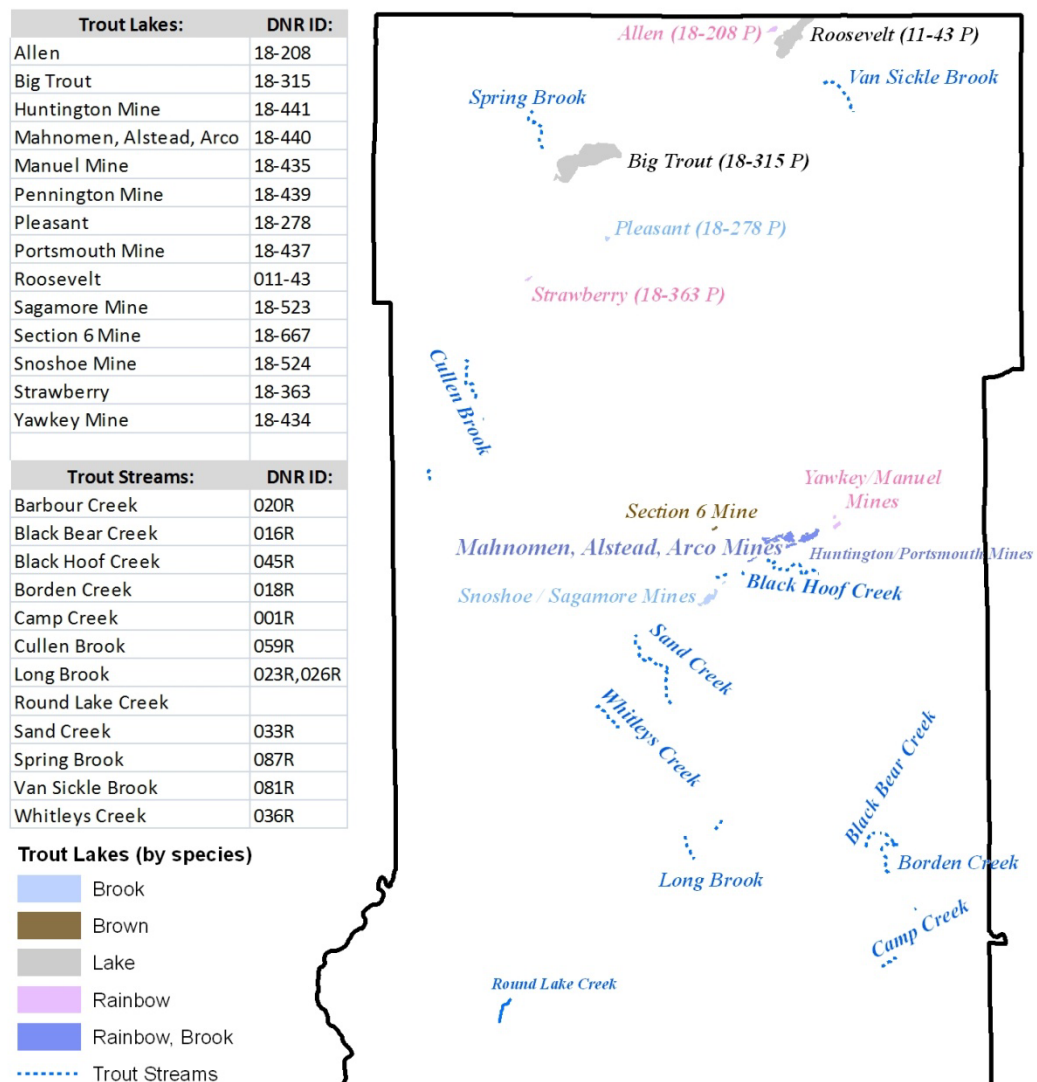 Trout Lakes: DNR ID:
Allen 18-208
Big Trout 18-315
Huntington Mine 18-441
Mahnomen, Alstead, Arco 18-440
Manuel Mine 18-435
Pennington Mine 18-439
Pleasant 18-278
Portsmouth Mine 18-437
Roosevelt 011-43
Sagamore Mine 18-523
Section 6 Mine 18-667
Snoshoe Mine 18-524
Strawberry 18-363
Yawkey Mine 18-434
Trout Streams: DNR ID:
Barbour Creek 020R
Black Bear Creek 016R
Black Hoof Creek 045R
Borden Creek 018R
Camp Creek 001R
Cullen Brook 059R
Long Brook 023R,026R
Round Lake Creek
Sand Creek 033R
Spring Brook 087R
Van Sickle Brook 081R
Whitleys Creek 036R
Trout Lakes (by species)
Brook
Brown
Lake
Rainbow
Rainbow, Brook
Trout Streams
Allen (18-208 P)
Roosevelt (11-43 P)
Van Sickle Brook
Spring Brook
Big Trout (18-315 P)
Pleasant (18-278 P)
Strawberry (18-363 P)
Cullen Brook
Yawkey/Manuel
Mines
Section 6 Mine
Mahnomen, Alstead, Arco Mines
Huntington/Portsmouth Mines
Black Hoof Creek
Snoshoe / Sagamore Mines
Sand Creek
Whitleys Creek
Black Bear Creek
Borden Creek
Long Brook
Camp Creek
Round Lake Creek